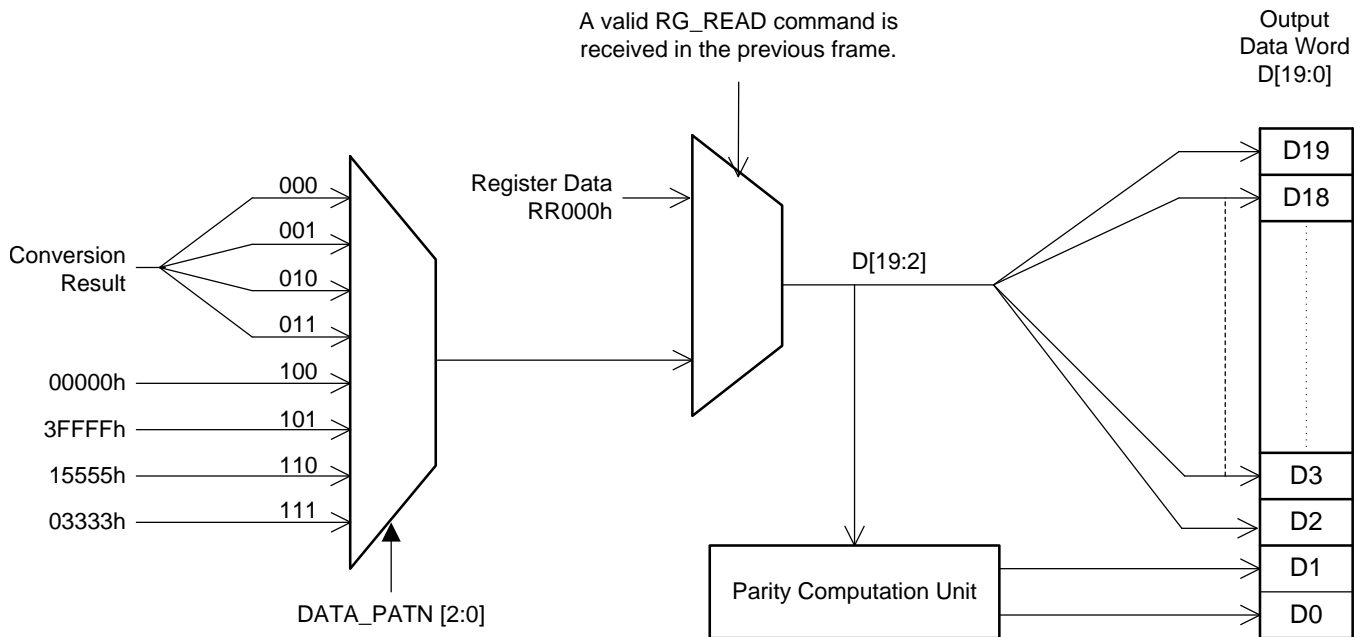 A valid RG_READ command is
received in the previous frame.
Output
Data Word
D[19:0]
Register Data
RR000h
Conversion
Result
000
001
010
011
00000h
100
3FFFFh
101
15555h
110
03333h
111
DATA_PATN [2:0]
D[19:2]
Parity Computation Unit
D19
D18
D3
D2
D1
D0